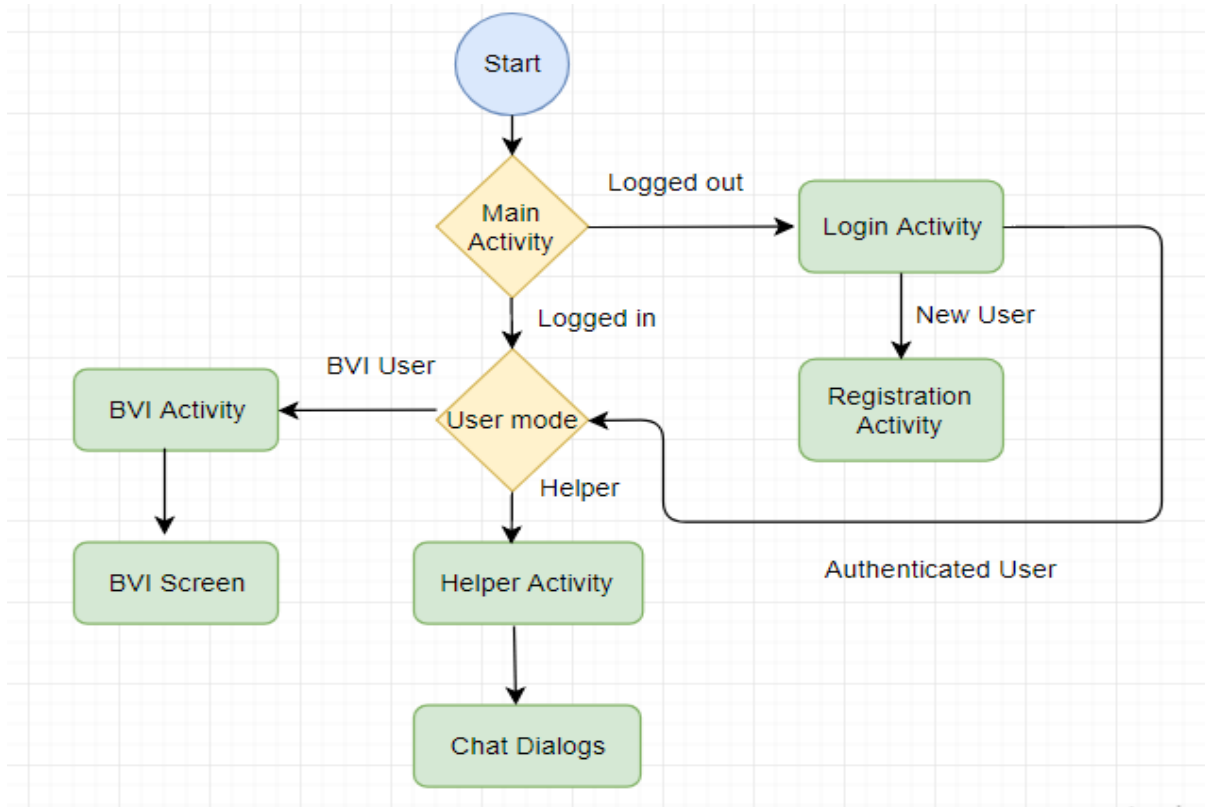 Start
Main
Activity
Logged out
Login Activity
Logged in
New User
BVI User
BVI Activity
User mode
Registration
Activity
Helper
BVI Screen
Helper Activity
Authenticated User
Chat Dialogs